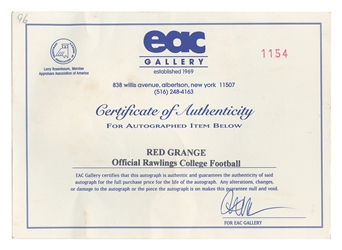 96
eac
GALLERY
established 1969
1154
Larry Rosenbaum, Member
Appraisers Association of America
838 willis avenue, albertson, new york 11507
(516) 248-4163
Certificate of Authenticity
FOR AUTOGRAPHED ITEM BELOW
RED GRANGE
Official Rawlings College Football
EAC Gallery certifies that this autograph is authentic and guarantees the authenticity of said
autograph for the full purchase price for the life of the autograph. Any alterations, changes,
or damage to the autograph or the piece the autograph is on makes this guarantee null and void.
FOR EAC GALLERY